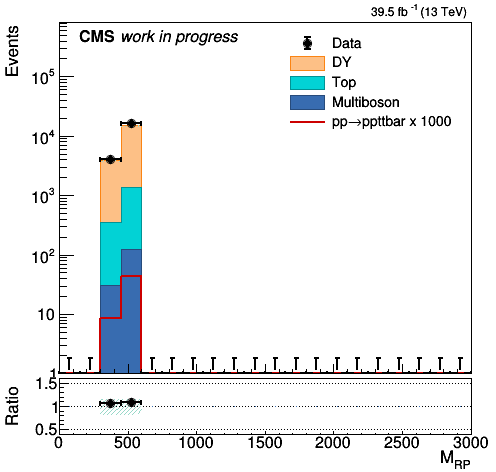 39.5 fb⁻¹ (13 TeV)
CMS work in progress
Events
Data
DY
Top
Multiboson
pp→ppttbar x 1000
10⁵
10⁴
10³
10²
10
1
Ratio
1.5
1
0.5
0 500 1000 1500 2000 2500 3000
M_RP